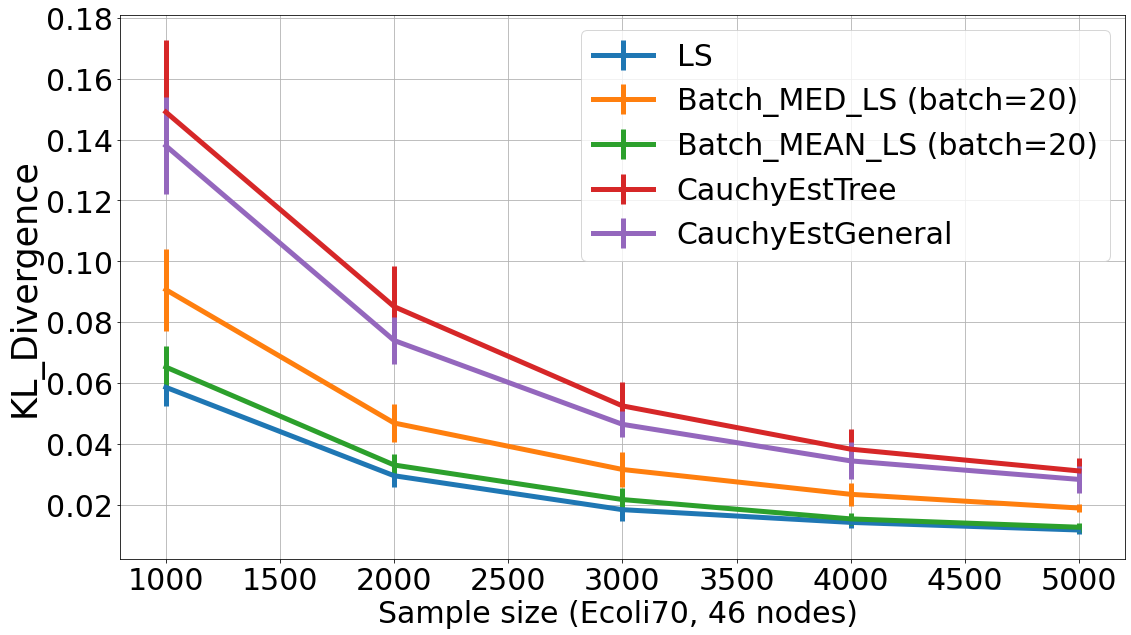 KL_Divergence
0.18
0.16
0.14
0.12
0.10
0.08
0.06
0.04
0.02
LS
Batch_MED_LS (batch=20)
Batch_MEAN_LS (batch=20)
CauchyEstTree
CauchyEstGeneral
1000 1500 2000 2500 3000 3500 4000 4500 5000
Sample size (Ecoli70, 46 nodes)